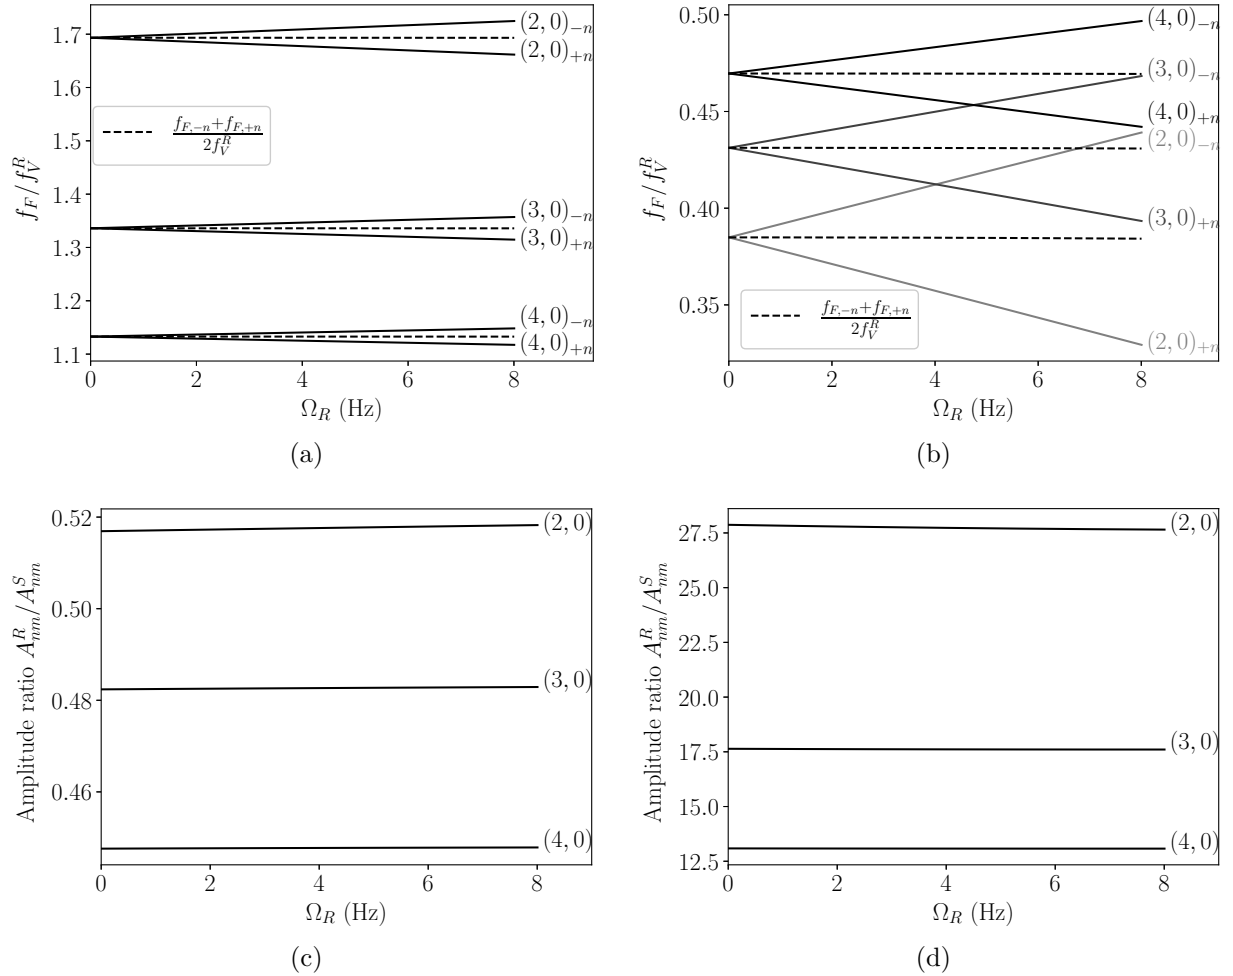 f_F/f_V^R
1.7
1.6
1.5
1.4
1.3
1.2
1.1
0
2
4
6
8
Ω_R (Hz)
(2,0)_{-n}
(2,0)_{+n}
(3,0)_{-n}
(3,0)_{+n}
(4,0)_{-n}
(4,0)_{+n}
\frac{f_{F,-n}+f_{F,+n}}{2f_V^R}
(a)
f_F/f_V^R
0.50
0.45
0.40
0.35
0
2
4
6
8
Ω_R (Hz)
(4,0)_{-n}
(3,0)_{-n}
(4,0)_{+n}
(2,0)_{-n}
(3,0)_{+n}
(2,0)_{+n}
\frac{f_{F,-n}+f_{F,+n}}{2f_V^R}
(b)
Amplitude ratio A_{nm}^R/A_{nm}^S
0.52
0.50
0.48
0.46
0
2
4
6
8
Ω_R (Hz)
(2,0)
(3,0)
(4,0)
(c)
Amplitude ratio A_{nm}^R/A_{nm}^S
27.5
25.0
22.5
20.0
17.5
15.0
12.5
0
2
4
6
8
Ω_R (Hz)
(2,0)
(3,0)
(4,0)
(d)